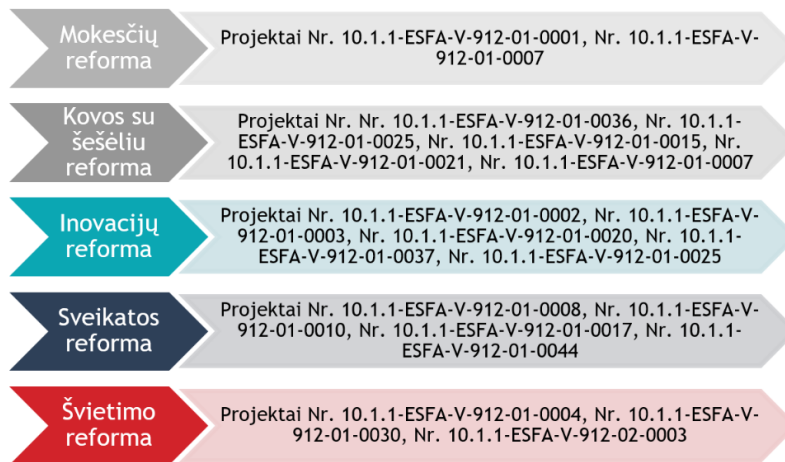 Mokesčių
reforma
Projektai Nr. 10.1.1-ESFA-V-912-01-0001, Nr. 10.1.1-ESFA-V-
912-01-0007
Kovos su
šešėliu
reforma
Projektai Nr. Nr. 10.1.1-ESFA-V-912-01-0036, Nr. 10.1.1-
ESFA-V-912-01-0025, Nr. 10.1.1-ESFA-V-912-01-0015, Nr.
10.1.1-ESFA-V-912-01-0021, Nr. 10.1.1-ESFA-V-912-01-0007
Inovacijų
reforma
Projektai Nr. 10.1.1-ESFA-V-912-01-0002, Nr. 10.1.1-ESFA-V-
912-01-0003, Nr. 10.1.1-ESFA-V-912-01-0020, Nr. 10.1.1-
ESFA-V-912-01-0037, Nr. 10.1.1-ESFA-V-912-01-0025
Sveikatos
reforma
Projektai Nr. 10.1.1-ESFA-V-912-01-0008, Nr. 10.1.1-ESFA-V-
912-01-0010, Nr. 10.1.1-ESFA-V-912-01-0017, Nr. 10.1.1-
ESFA-V-912-01-0044
Švietimo
reforma
Projektai Nr. 10.1.1-ESFA-V-912-01-0004, Nr. 10.1.1-ESFA-V-
912-01-0030, Nr. 10.1.1-ESFA-V-912-02-0003